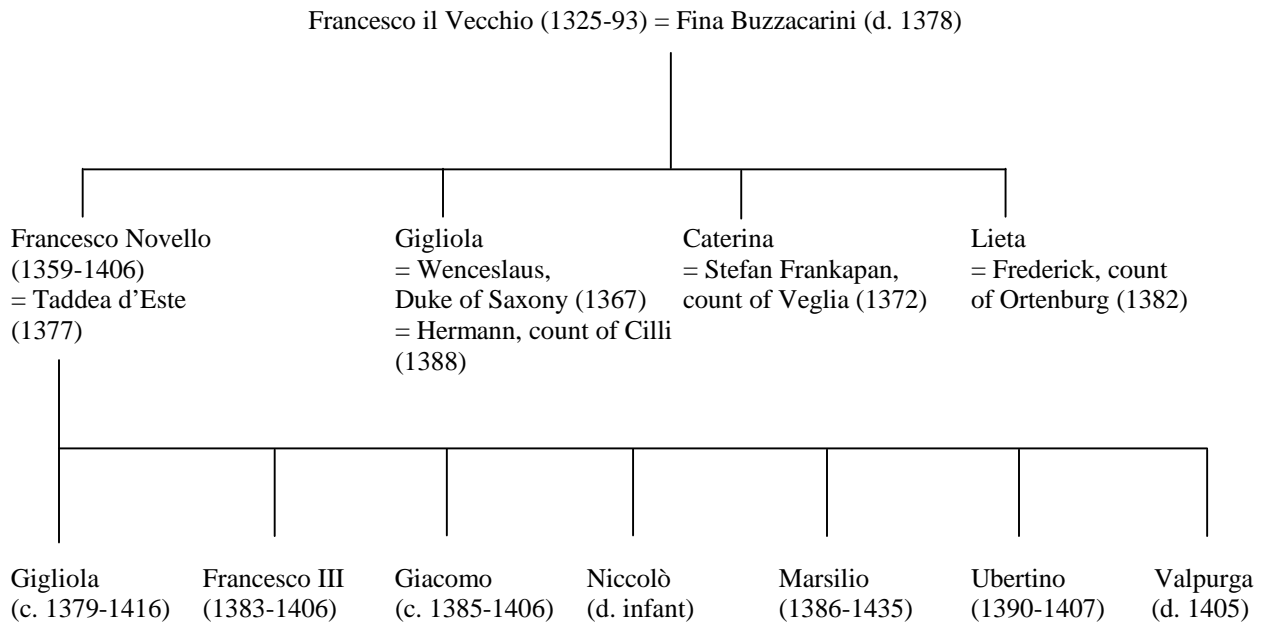 Francesco il Vecchio (1325-93) = Fina Buzzacarini (d. 1378)
Francesco Novello
(1359-1406)
= Taddea d’Este
(1377)
Gigliola
= Wenceslaus,
Duke of Saxony (1367)
= Hermann, count of Cilli
(1388)
Caterina
= Stefan Frankapan,
count of Veglia (1372)
Lieta
= Frederick, count
of Ortenburg (1382)
Gigliola
(c. 1379-1416)
Francesco III
(1383-1406)
Giacomo
(c. 1385-1406)
Niccolò
(d. infant)
Marsilio
(1386-1435)
Ubertino
(1390-1407)
Valpurga
(d. 1405)